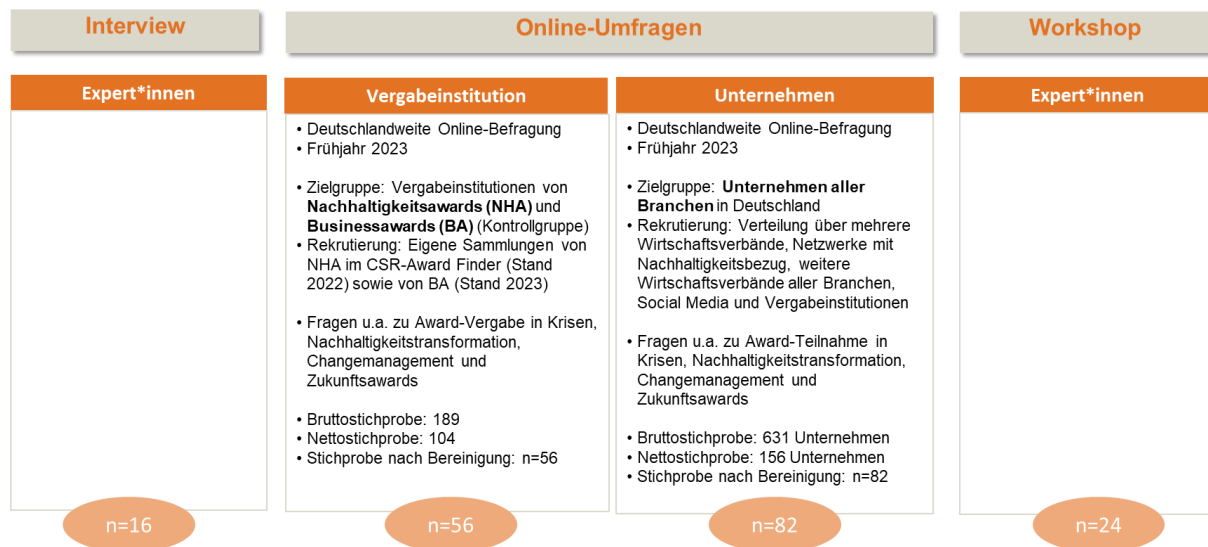 Interview
Online-Umfragen
Workshop
Expert*innen
Vergabeinstitution
• Deutschlandweite Online-Befragung
• Frühjahr 2023
• Zielgruppe: Vergabeinstitutionen von
Nachhaltigkeitsawards (NHA) und
Businessawards (BA) (Kontrollgruppe)
• Rekrutierung: Eigene Sammlungen von
NHA im CSR-Award Finder (Stand
2022) sowie von BA (Stand 2023)
• Fragen u.a. zu Award-Vergabe in Krisen,
Nachhaltigkeitstransformation,
Changemanagement und
Zukunftsawards
• Bruttostichprobe: 189
• Nettostichprobe: 104
• Stichprobe nach Bereinigung: n=56
Unternehmen
• Deutschlandweite Online-Befragung
• Frühjahr 2023
• Zielgruppe: Unternehmen aller
Branchen in Deutschland
• Rekrutierung: Verteilung über mehrere
Wirtschaftsverbände, Netzwerke mit
Nachhaltigkeitsbezug, weitere
Wirtschaftsverbände aller Branchen,
Social Media und Vergabeinstitutionen
• Fragen u.a. zu Award-Teilnahme in
Krisen, Nachhaltigkeitstransformation,
Changemanagement und
Zukunftsawards
• Bruttostichprobe: 631 Unternehmen
• Nettostichprobe: 156 Unternehmen
• Stichprobe nach Bereinigung: n=82
Expert*innen
n=16
n=56
n=82
n=24